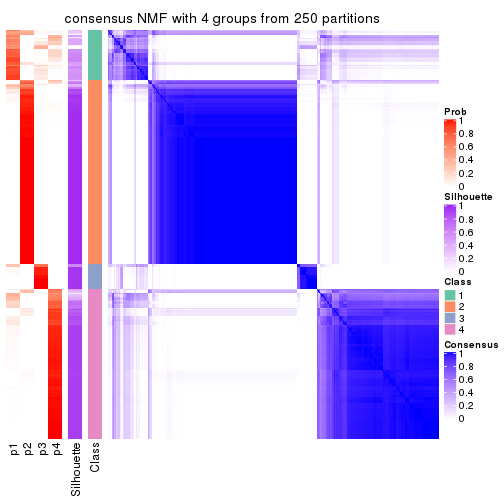 consensus NMF with 4 groups from 250 partitions
Prob
1
0.8
0.6
0.4
0.2
0
Silhouette
1
0.8
0.6
0.4
0.2
0
Class
1
2
3
4
Consensus
1
0.8
0.6
0.4
0.2
0
p1
p2
p3
p4
Silhouette
Class